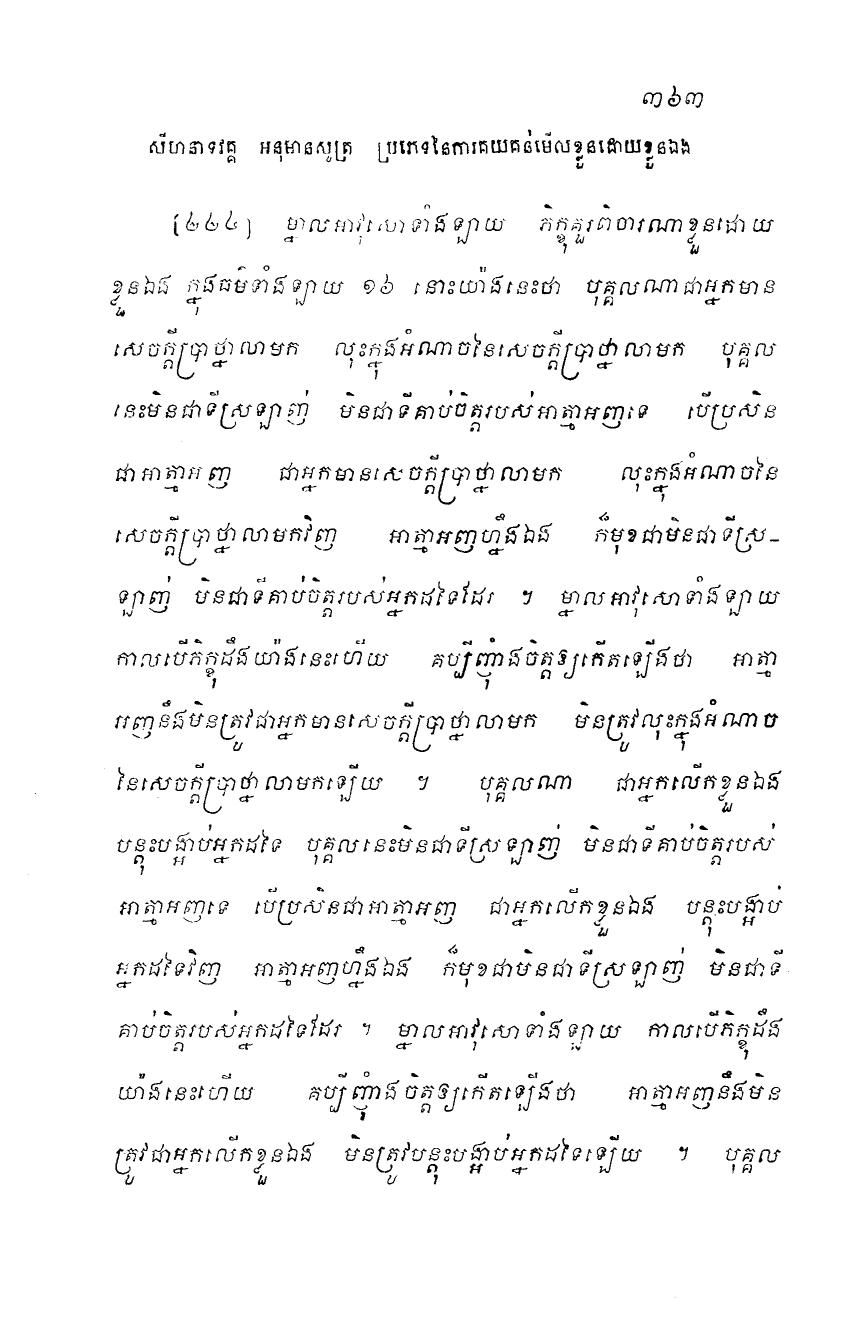 ៣៦៣
សីហនាទវគ្គ អនុមានសូត្រ ប្រភេទនៃការគយគន់មើលខ្លួនដោយខ្លួនឯង
[២២៤] ម្នាលអាវុសោទាំងឡាយ ភិក្ខុគួរពិចារណាខ្លួនដោយ
ខ្លួនឯង ក្នុងធម៌ទាំងឡាយ ១៦ នោះយ៉ាងនេះថា បុគ្គលណាជាអ្នកមាន
សេចក្តីប្រាថ្នាលាមក លុះក្នុងអំណាចនៃសេចក្តីប្រាថ្នាលាមក បុគ្គល
នេះមិនជាទីស្រឡាញ់ មិនជាទីគាប់ចិត្តរបស់អាត្មាអញទេ បើប្រសិន
ជាអាត្មាអញ ជាអ្នកមានសេចក្តីប្រាថ្នាលាមក លុះក្នុងអំណាចនៃ
សេចក្តីប្រាថ្នាលាមកវិញ អាត្មាអញហ្នឹងឯង ក៏មុខជាមិនជាទីស្រ-
ឡាញ់ មិនជាទីគាប់ចិត្តរបស់អ្នកដទៃដែរ ។ ម្នាលអាវុសោទាំងឡាយ
កាលបើភិក្ខុដឹងយ៉ាងនេះហើយ គប្បីញ៉ាំងចិត្តឲ្យកើតឡើងថា អាត្មា
អញនឹងមិនត្រូវជាអ្នកមានសេចក្តីប្រាថ្នាលាមក មិនត្រូវលុះក្នុងអំណាច
នៃសេចក្តីប្រាថ្នាលាមកឡើយ ។ បុគ្គលណា ជាអ្នកលើកខ្លួនឯង
បន្តុះបង្អាប់អ្នកដទៃ បុគ្គលនេះមិនជាទីស្រឡាញ់ មិនជាទីគាប់ចិត្តរបស់
អាត្មាអញទេ បើប្រសិនជាអាត្មាអញ ជាអ្នកលើកខ្លួនឯង បន្តុះបង្អាប់
អ្នកដទៃវិញ អាត្មាអញហ្នឹងឯង ក៏មុខជាមិនជាទីស្រឡាញ់ មិនជាទី
គាប់ចិត្តរបស់អ្នកដទៃដែរ ។ ម្នាលអាវុសោទាំងឡាយ កាលបើភិក្ខុដឹង
យ៉ាងនេះហើយ គប្បីញ៉ាំងចិត្តឲ្យកើតឡើងថា អាត្មាអញនឹងមិន
ត្រូវជាអ្នកលើកខ្លួនឯង មិនត្រូវបន្តុះបង្អាប់អ្នកដទៃឡើយ ។ បុគ្គល